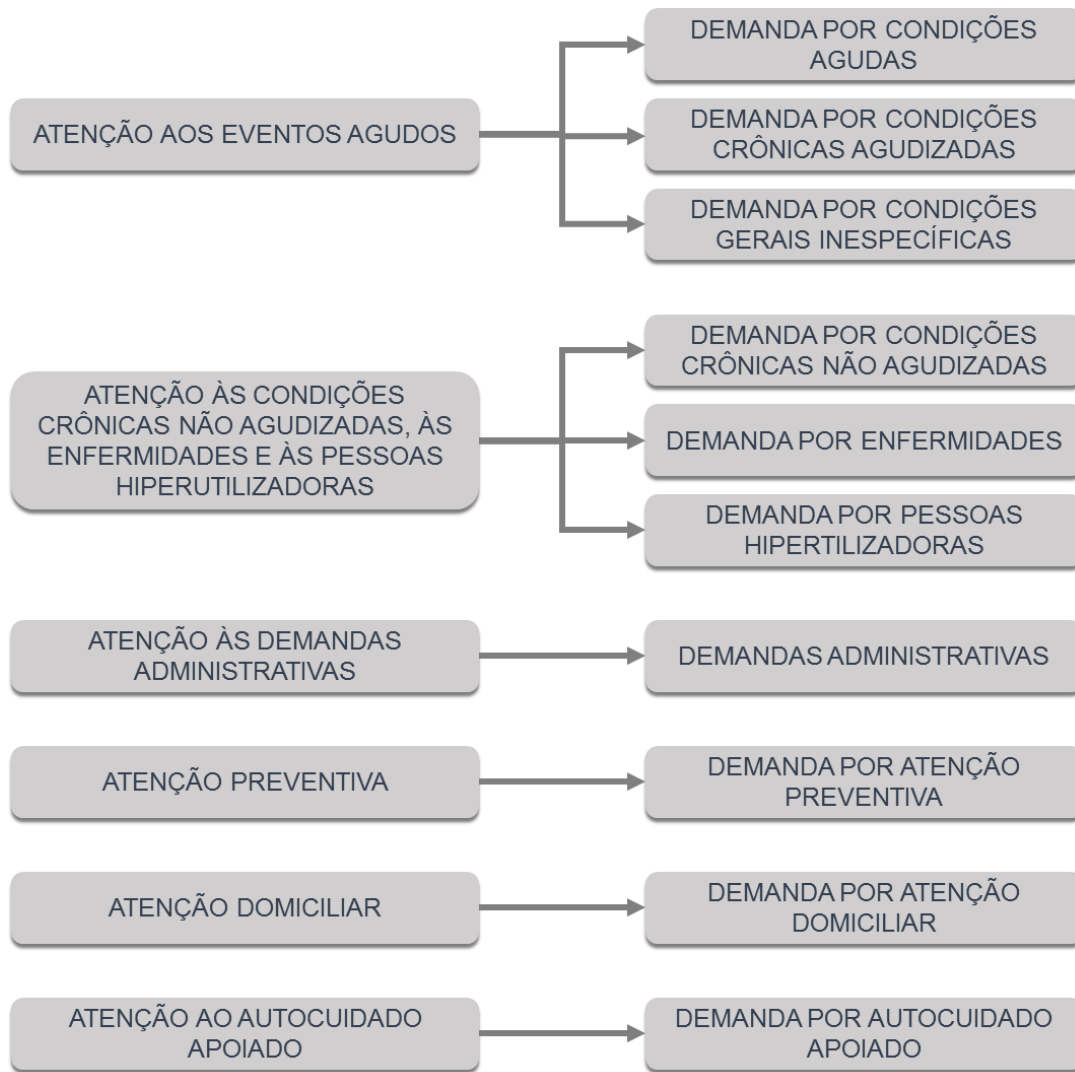 ATENÇÃO AOS EVENTOS AGUDOS
DEMANDA POR CONDIÇÕES
AGUDAS
DEMANDA POR CONDIÇÕES
CRÔNICAS AGUDIZADAS
DEMANDA POR CONDIÇÕES
GERAIS INESPECÍFICAS
ATENÇÃO ÀS CONDIÇÕES
CRÔNICAS NÃO AGUDIZADAS, ÀS
ENFERMIDADES E ÀS PESSOAS
HIPERUTILIZADORAS
DEMANDA POR CONDIÇÕES
CRÔNICAS NÃO AGUDIZADAS
DEMANDA POR ENFERMIDADES
DEMANDA POR PESSOAS
HIPERTILIZADORAS
ATENÇÃO ÀS DEMANDAS
ADMINISTRATIVAS
DEMANDAS ADMINISTRATIVAS
ATENÇÃO PREVENTIVA
DEMANDA POR ATENÇÃO
PREVENTIVA
ATENÇÃO DOMICILIAR
DEMANDA POR ATENÇÃO
DOMICILIAR
ATENÇÃO AO AUTOCUIDADO
APOIADO
DEMANDA POR AUTOCUIDADO
APOIADO